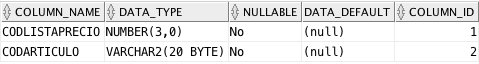 COLUMN_NAME DATA_TYPE NULLABLE DATA_DEFAULT COLUMN_ID
CODLISTAPRECIO NUMBER(3,0) No (null) 1
CODARTICULO VARCHAR2(20 BYTE) No (null) 2